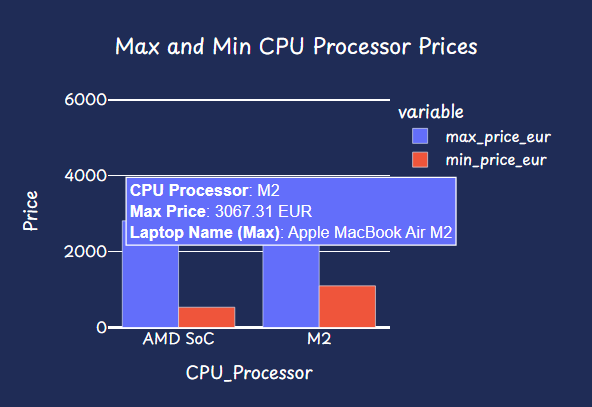 Max and Min CPU Processor Prices
6000
4000
2000
0
Price
variable
max_price_eur
min_price_eur
CPU Processor: M2
Max Price: 3067.31 EUR
Laptop Name (Max): Apple MacBook Air M2
AMD SoC
M2
CPU_Processor